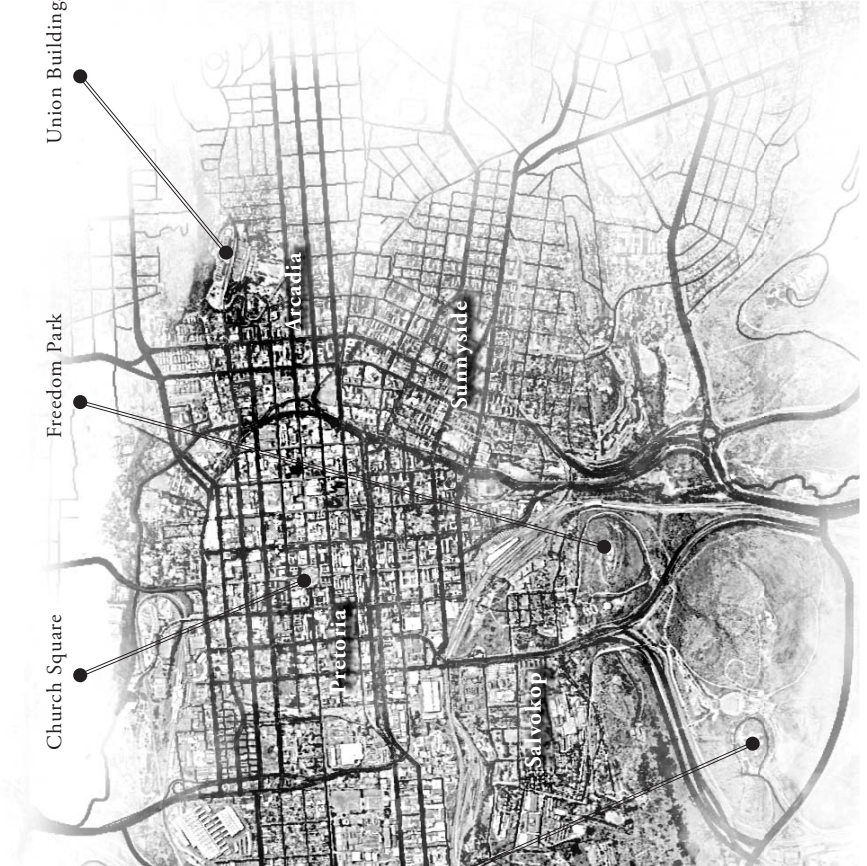 Union Building
Freedom Park
Church Square
Arcadia
Sunnyside
Pretoria
Salvokop